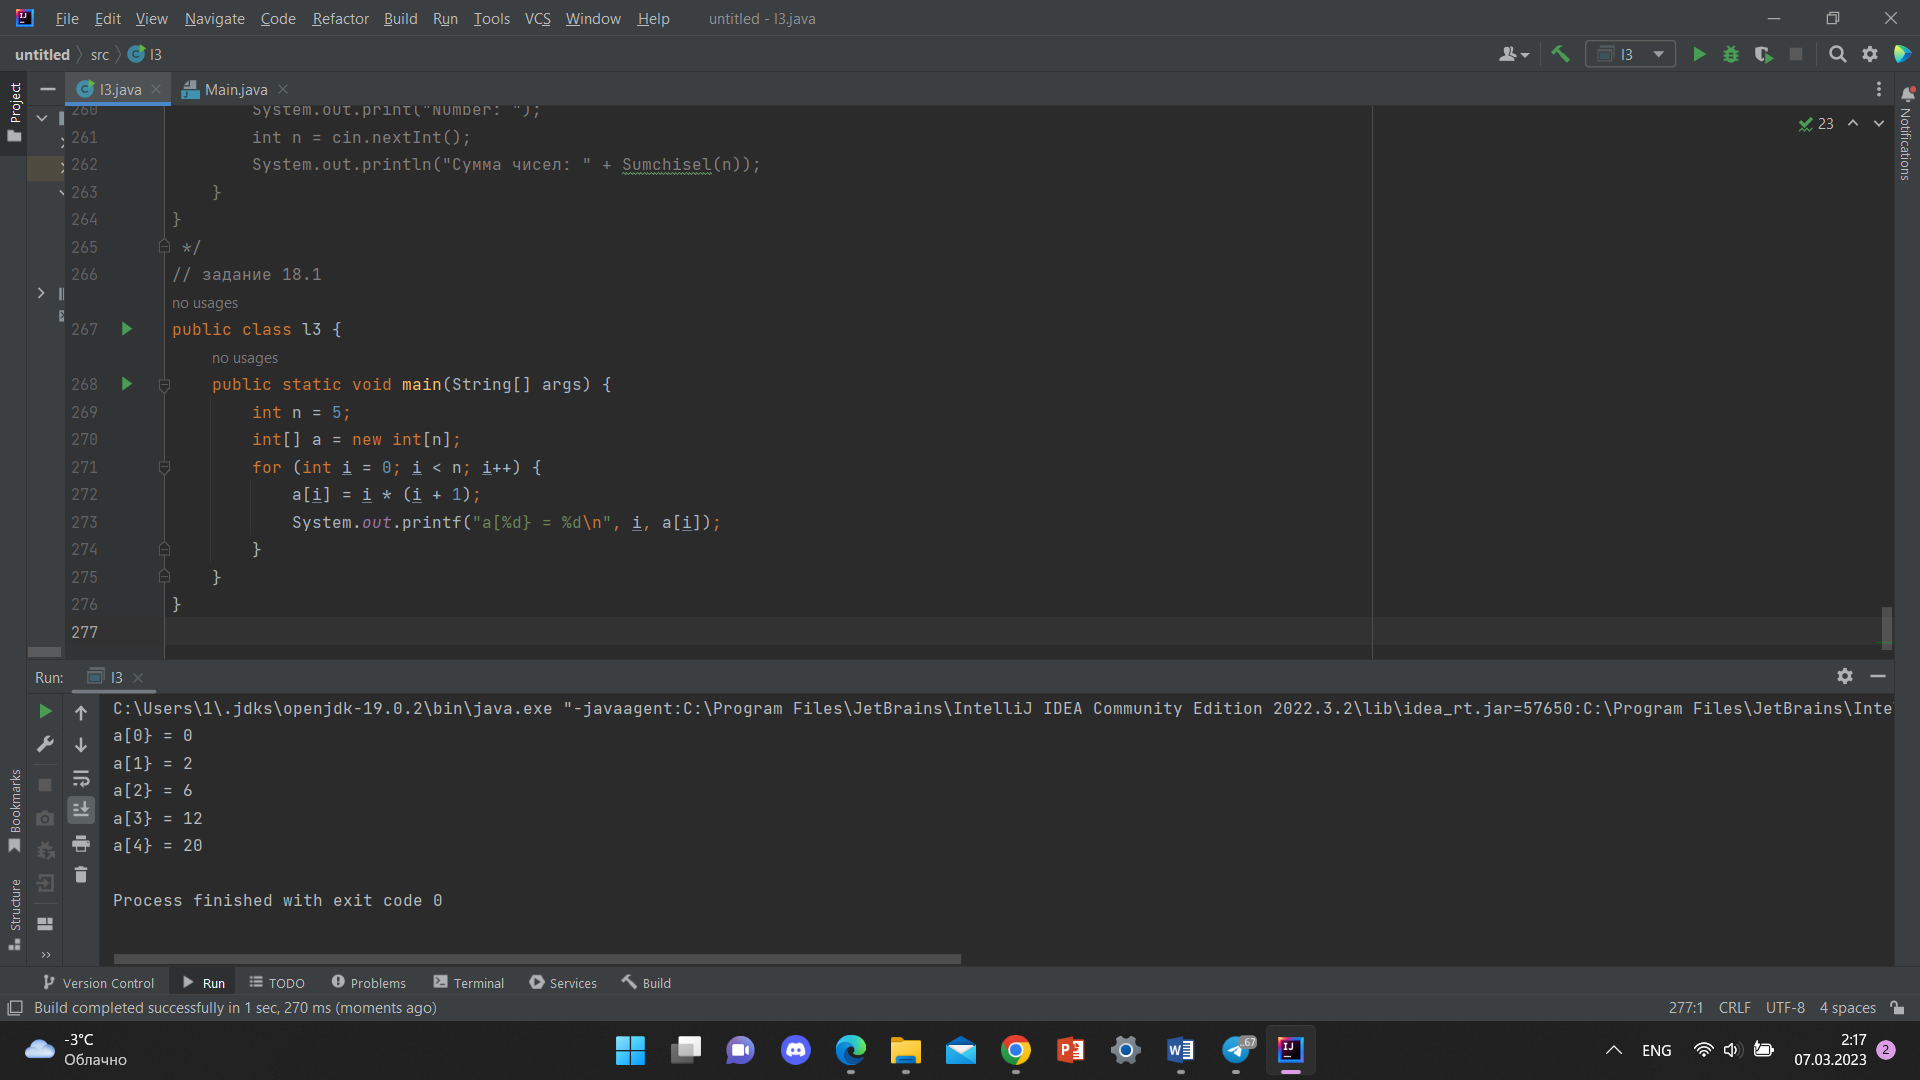 File Edit View Navigate Code Refactor Build Run Tools VCS Window Help untitled - l3.java
untitled src l3 l3
Project l3.java Main.java
Notifications
260 System.out.print("Number: ");
261 int n = cin.nextInt(); 23
262 System.out.println("Сумма чисел: " + Sumchisel(n));
263 }
264 }
265 */
266 // задание 18.1
no usages
267 public class l3 {
no usages
268 public static void main(String[] args) {
269 int n = 5;
270 int[] a = new int[n];
271 for (int i = 0; i < n; i++) {
272 a[i] = i * (i + 1);
273 System.out.printf("a[%d} = %d\n", i, a[i]);
274 }
275 }
276 }
277
Run: l3
C:\Users\1\.jdks\openjdk-19.0.2\bin\java.exe "-javaagent:C:\Program Files\JetBrains\IntelliJ IDEA Community Edition 2022.3.2\lib\idea_rt.jar=57650:C:\Program Files\JetBrains\Inte
a[0} = 0
a[1} = 2
a[2} = 6
a[3} = 12
a[4} = 20
Process finished with exit code 0
Bookmarks
Structure
Version Control Run TODO Problems Terminal Services Build
Build completed successfully in 1 sec, 270 ms (moments ago) 277:1 CRLF UTF-8 4 spaces
-3°C
Облачно
..67
ENG
2:17
07.03.2023
2